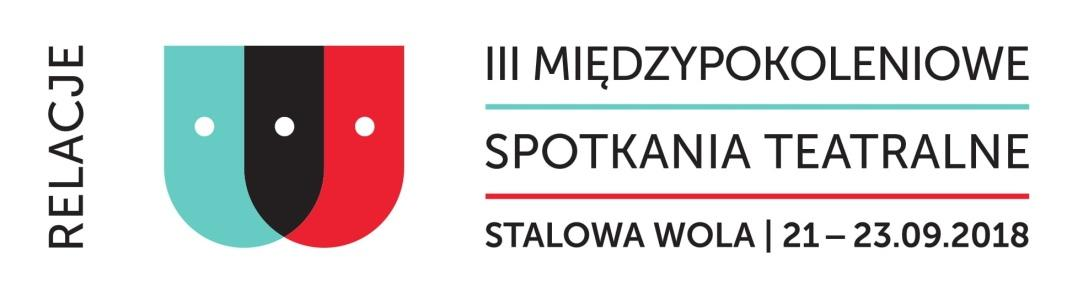 RELACJE
III MIĘDZYPOKOLENIOWE
SPOTKANIA TEATRALNE
STALOWA WOLA | 21 – 23.09.2018